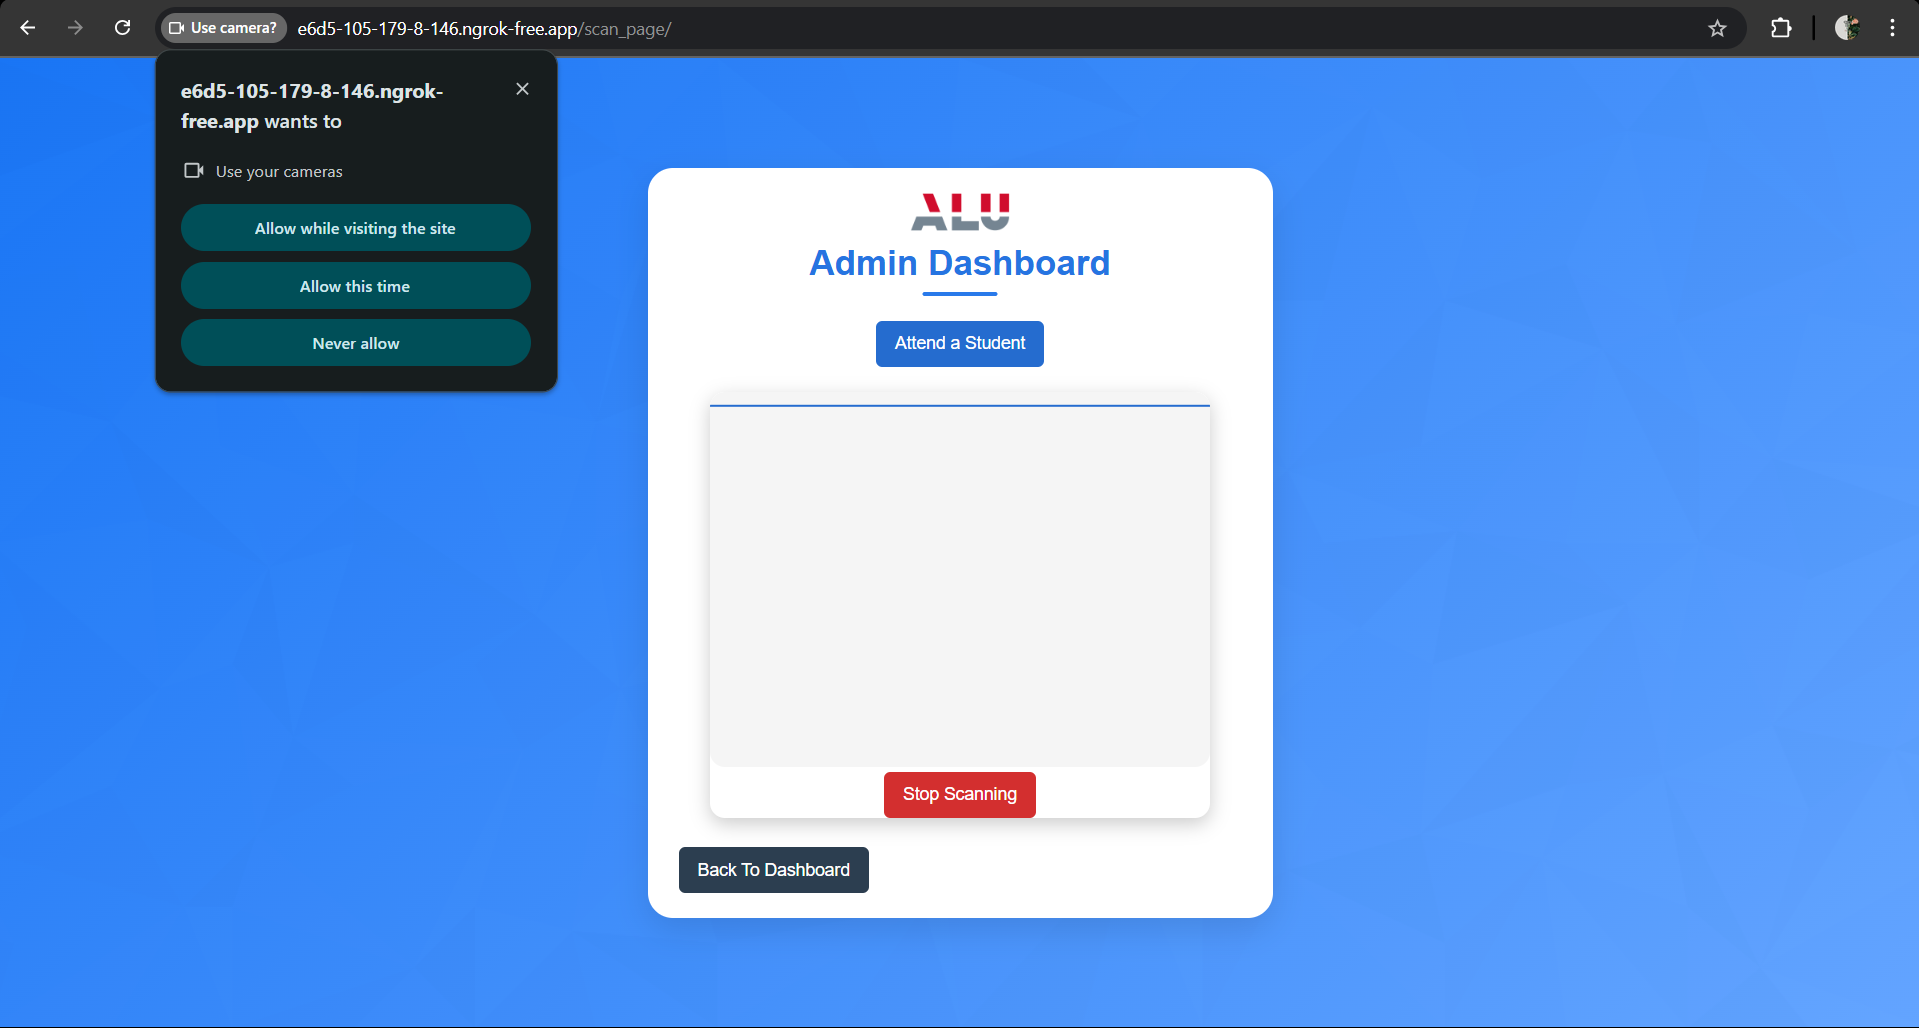 Use camera?
e6d5-105-179-8-146.ngrok-free.app/scan_page/
e6d5-105-179-8-146.ngrok-
free.app wants to
Use your cameras
Allow while visiting the site
Allow this time
Never allow
ALU
Admin Dashboard
Attend a Student
Stop Scanning
Back To Dashboard